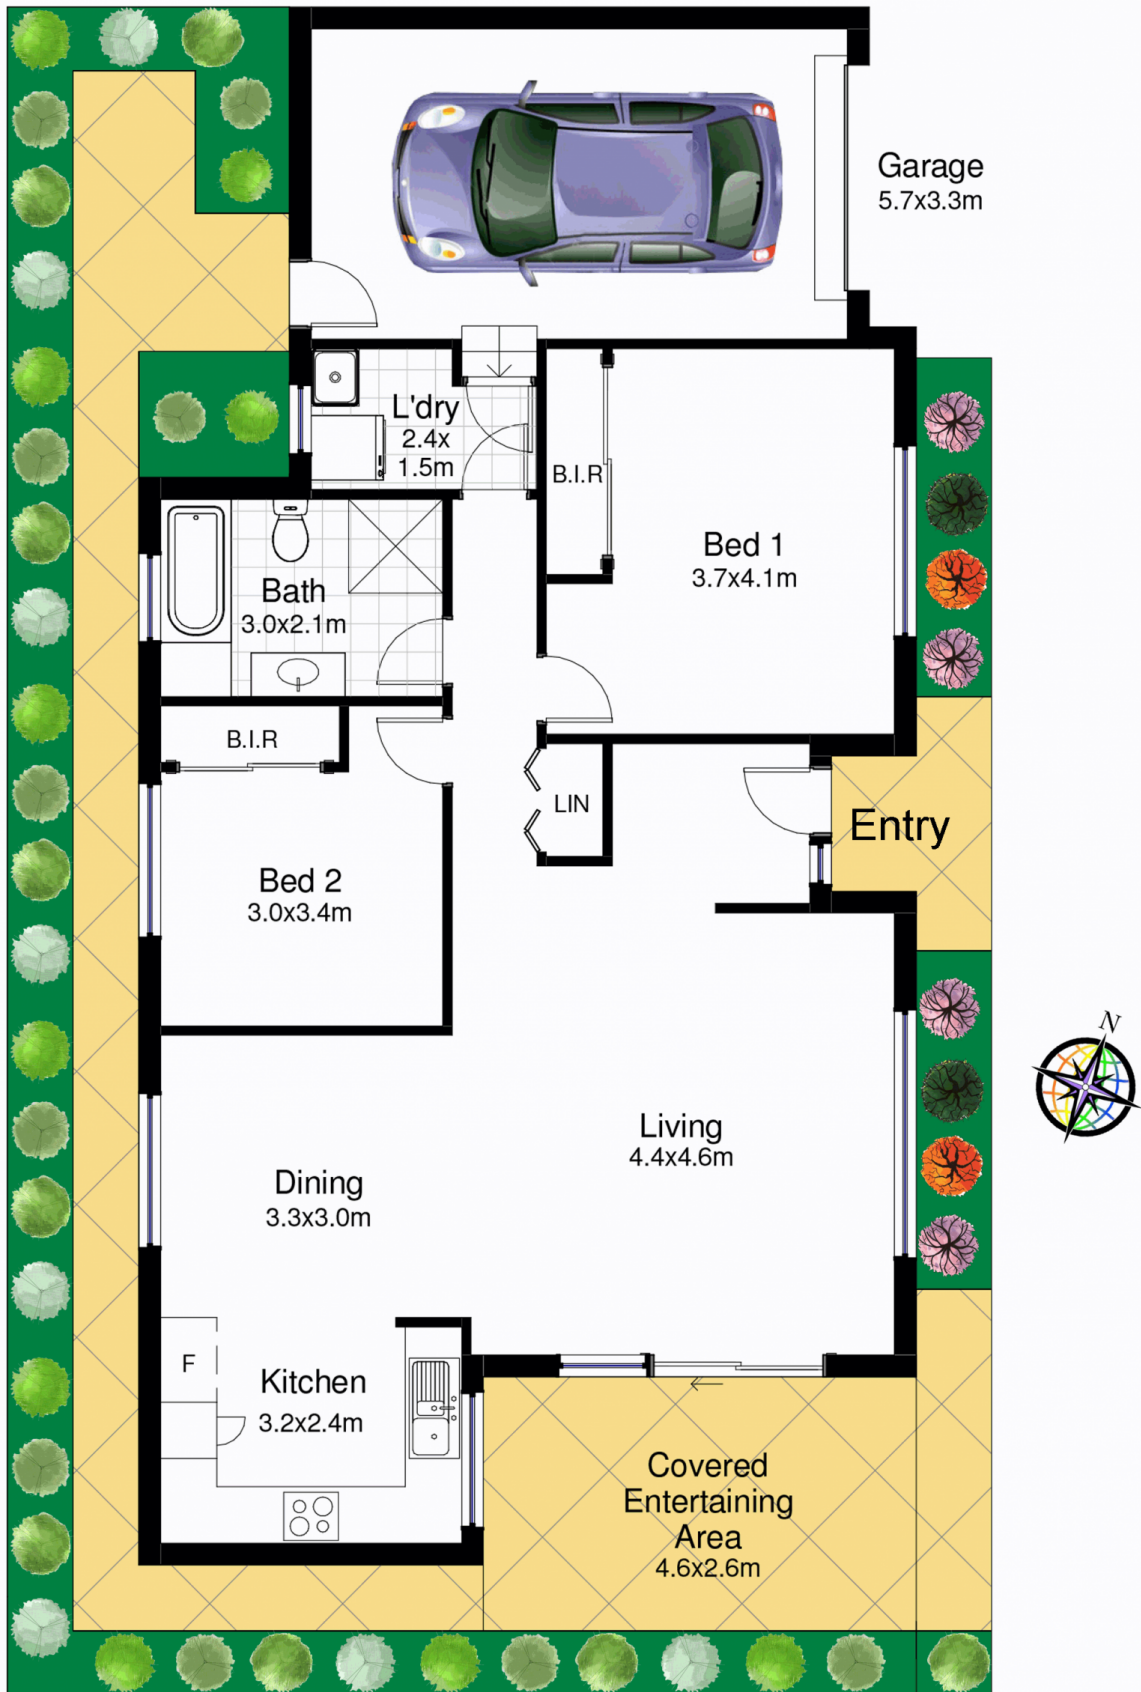 Garage
5.7x3.3m
L'dry
2.4x
1.5m
B.I.R
Bed 1
3.7x4.1m
Bath
3.0x2.1m
B.I.R
LIN
Entry
Bed 2
3.0x3.4m
N
Living
4.4x4.6m
Dining
3.3x3.0m
F
Kitchen
3.2x2.4m
Covered
Entertaining
Area
4.6x2.6m